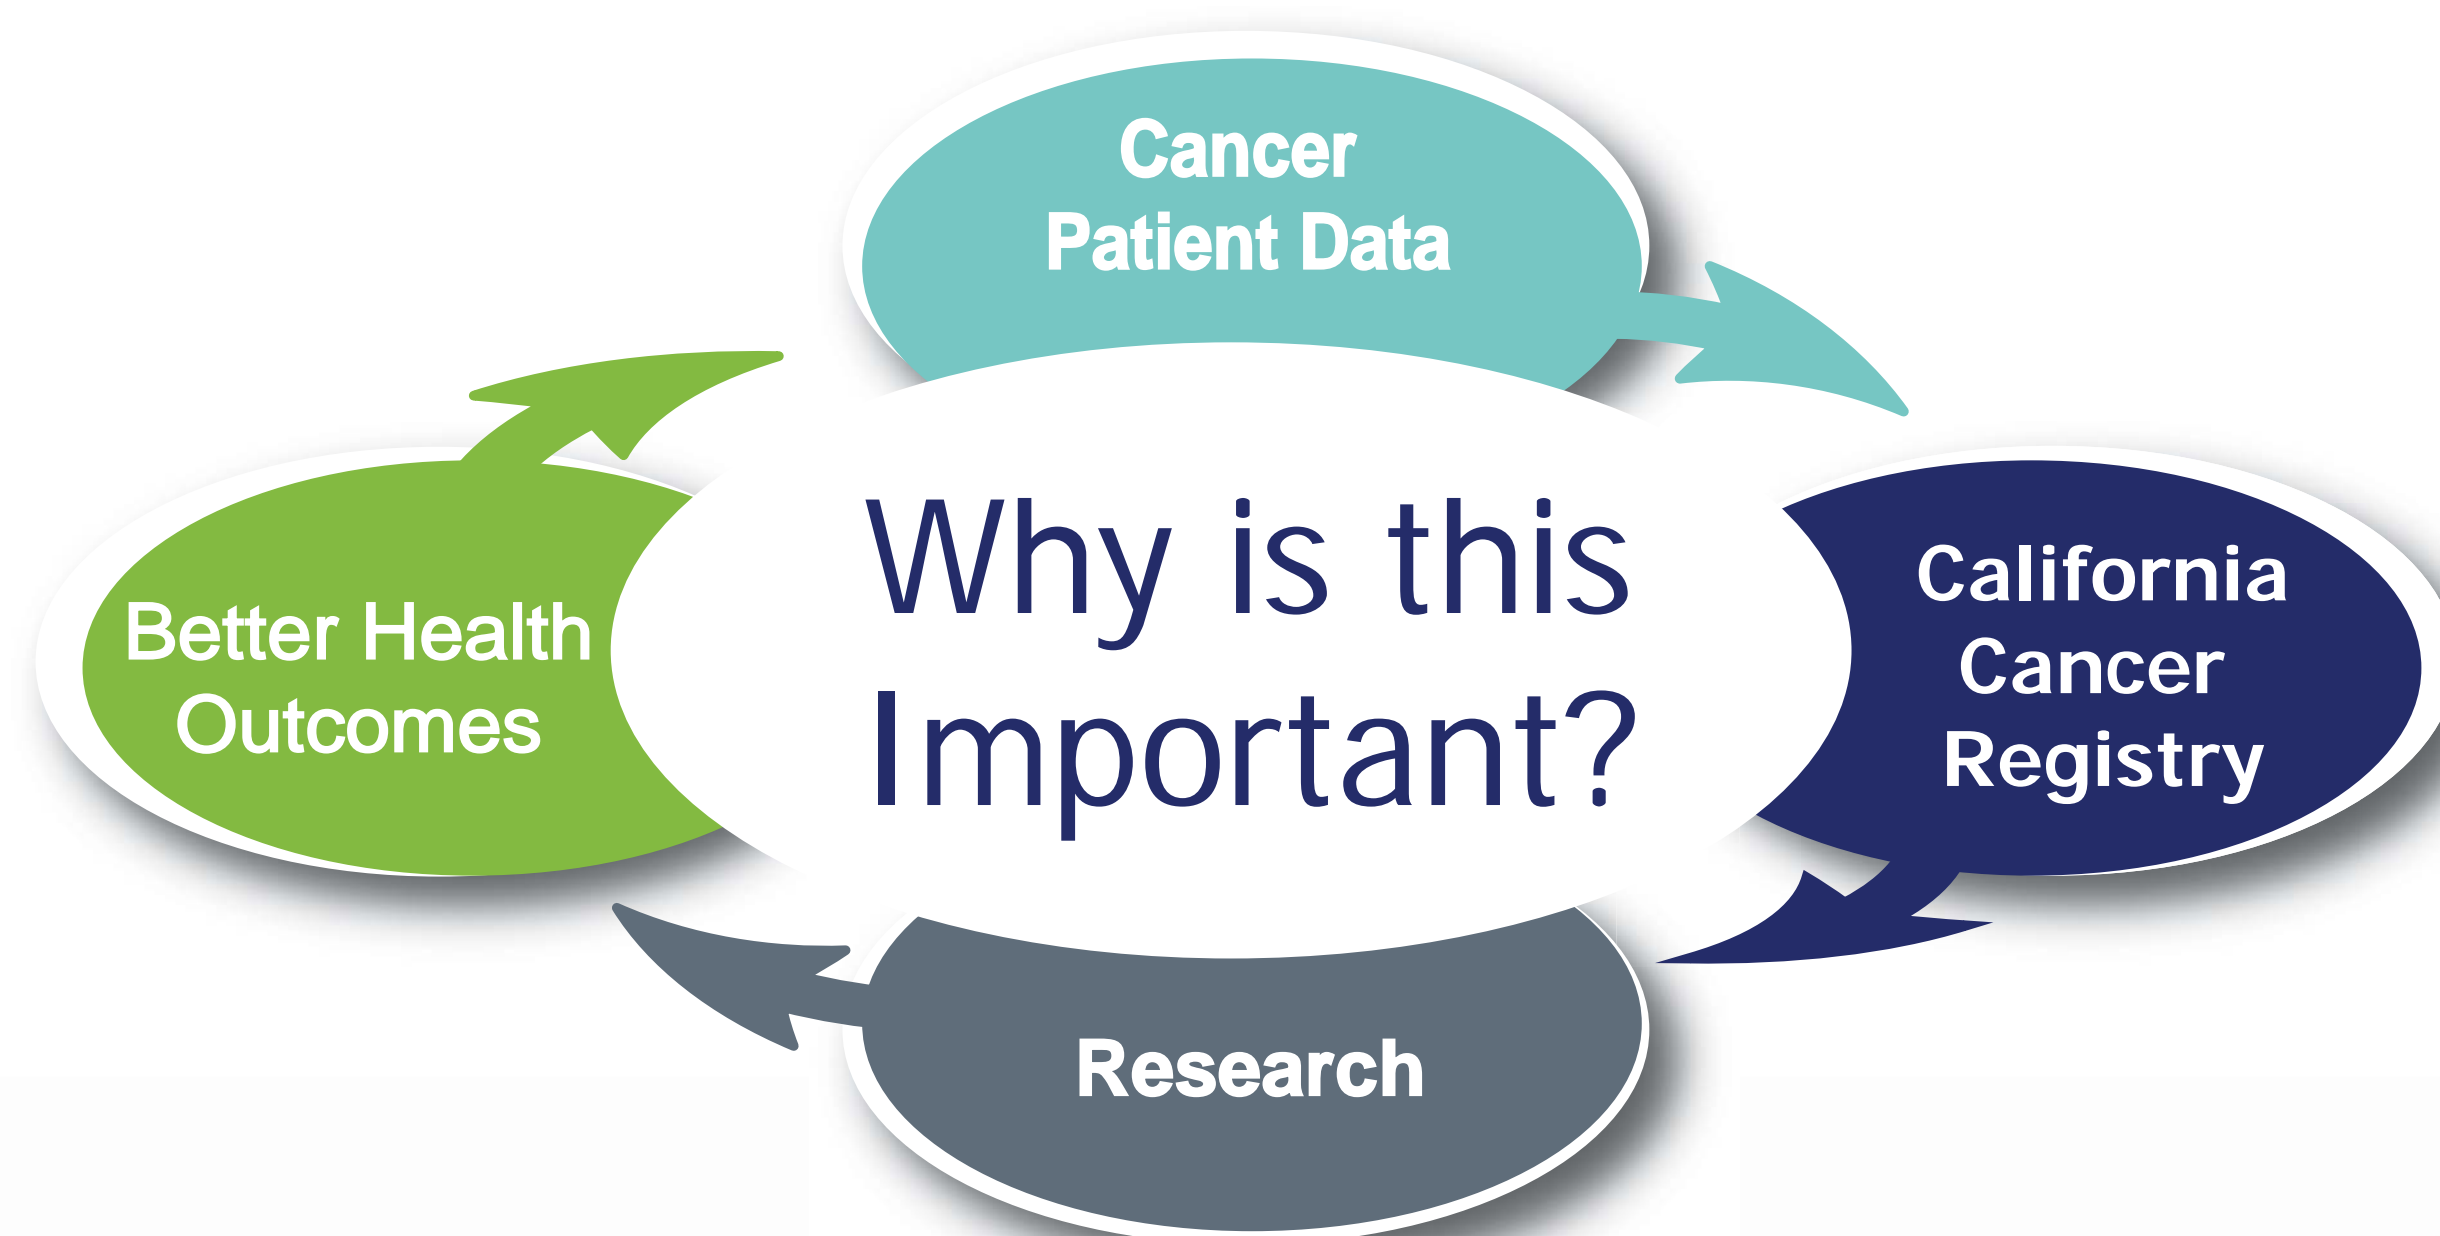 Cancer
Patient Data
Why is this
Important?
California
Cancer
Registry
Better Health
Outcomes
Research